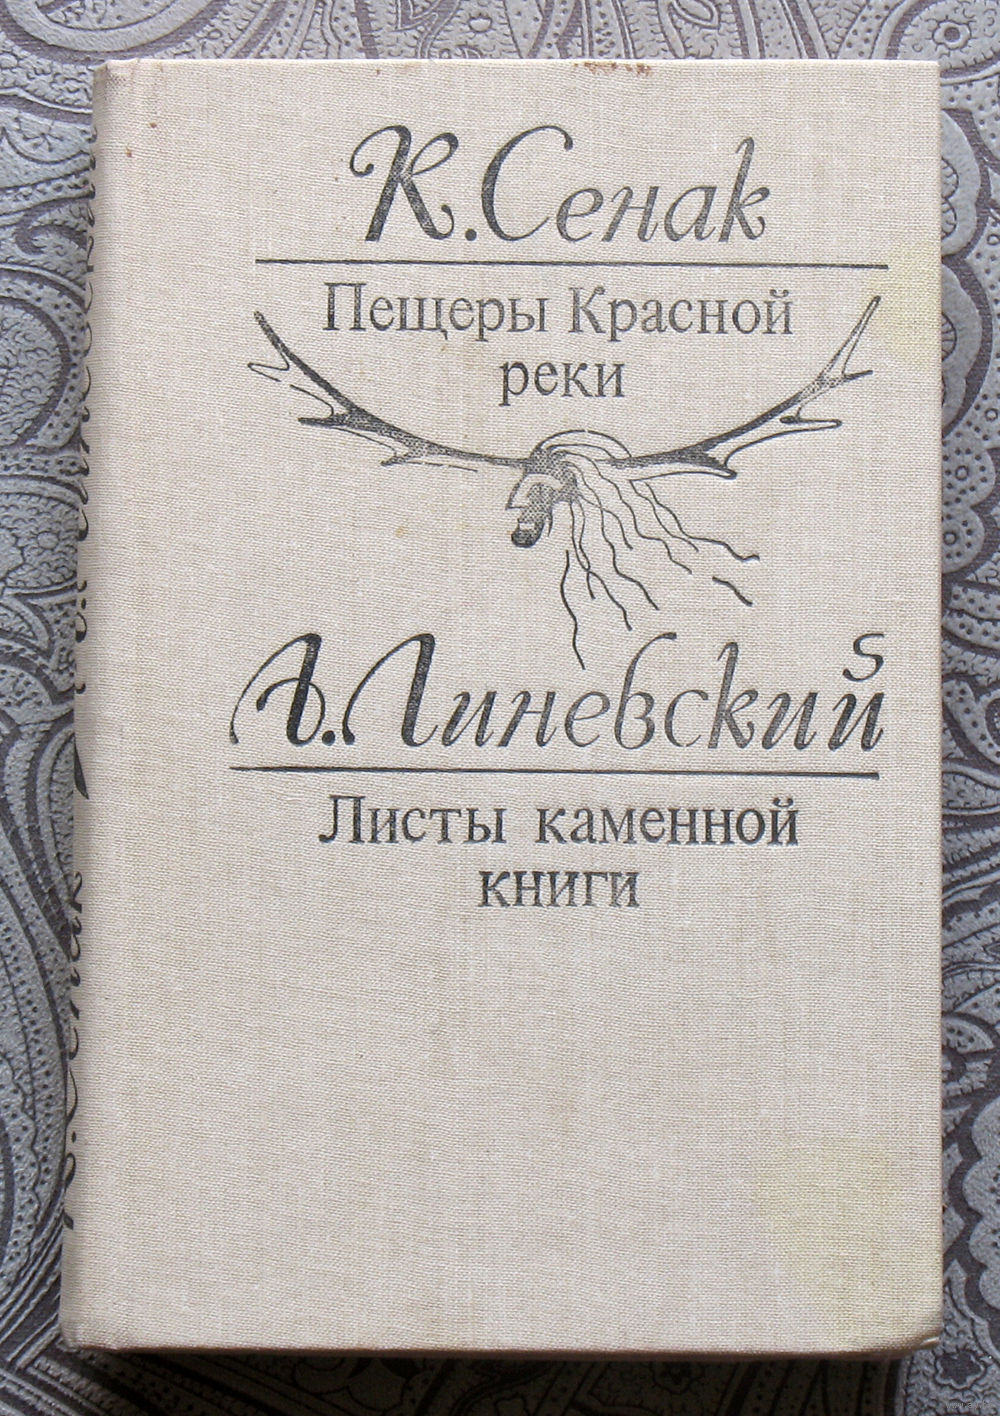 К. Сенак
Пещеры Красной
реки
А. Линевский
Листы каменной
книги